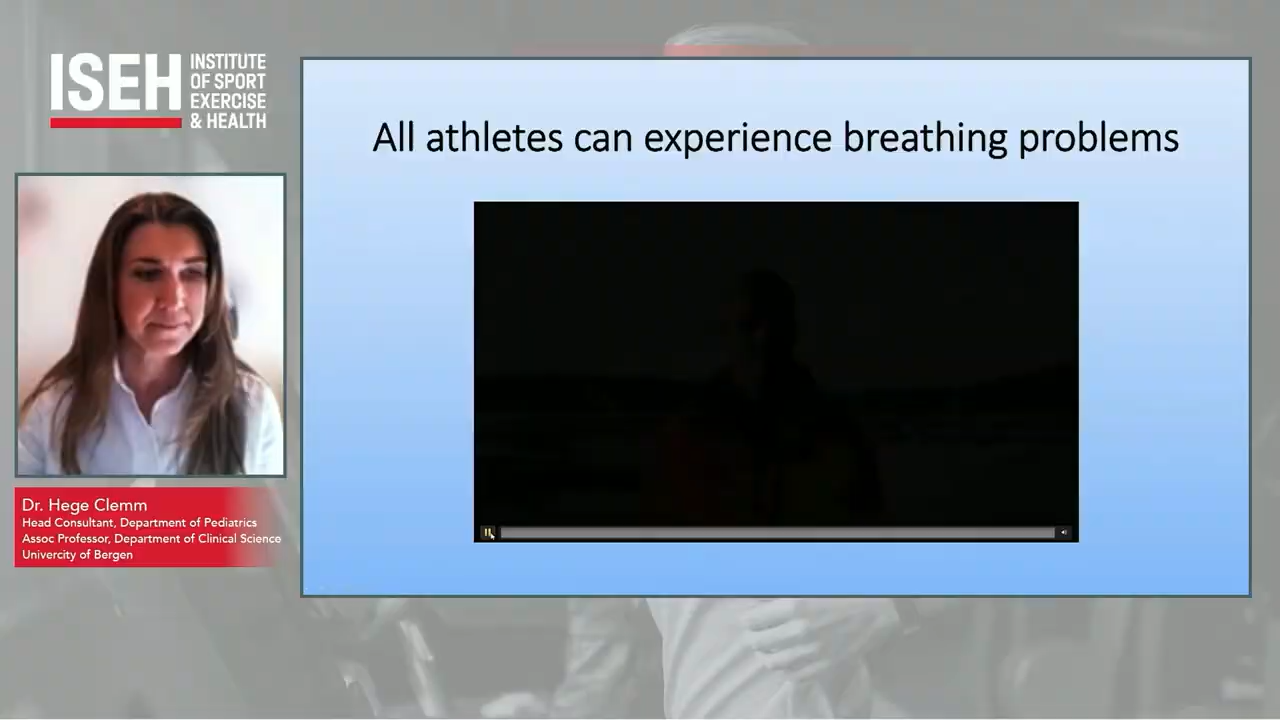 ISEH
INSTITUTE
OF SPORT
EXERCISE
& HEALTH
All athletes can experience breathing problems
Dr. Hege Clemm
Head Consultant, Department of Pediatrics
Assoc Professor, Department of Clinical Science
Univercity of Bergen